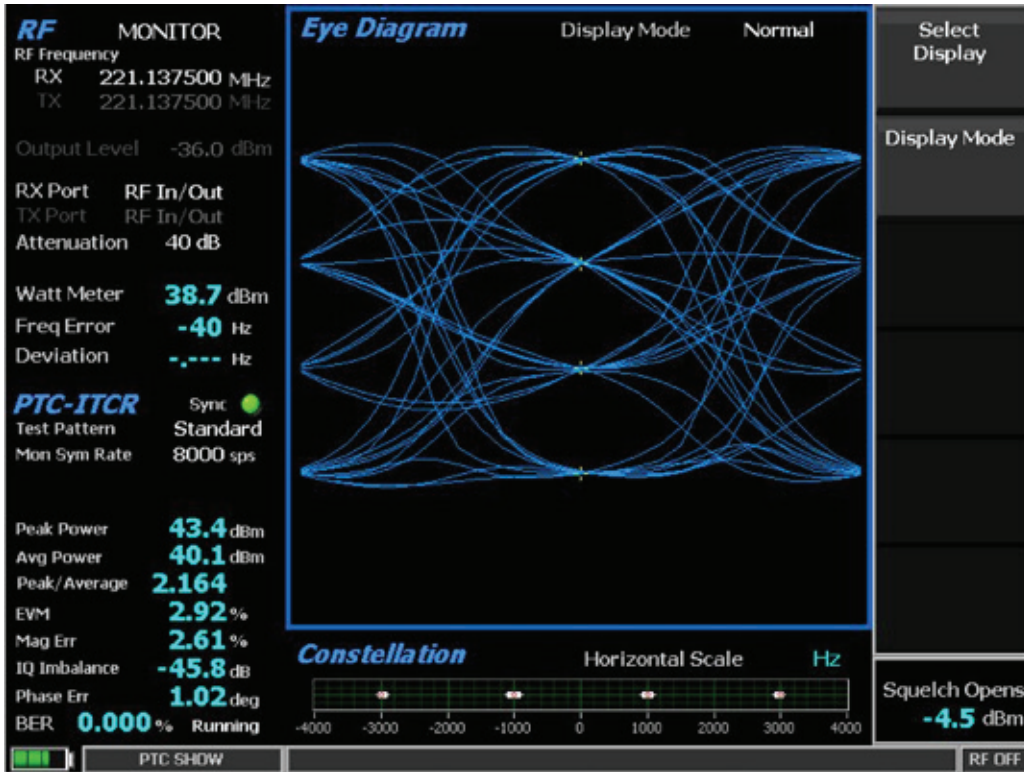 RF MONITOR
RF Frequency
RX 221.137500 MHz
TX 221.137500 MHz
Output Level -36.0 dBm
RX Port RF In/Out
TX Port RF In/Out
Attenuation 40 dB
Watt Meter 38.7 dBm
Freq Error -40 Hz
Deviation -.--- Hz
PTC-ITCR Sync
Test Pattern Standard
Mon Sym Rate 8000 sps
Peak Power 43.4 dBm
Avg Power 40.1 dBm
Peak/Average 2.164
EVM 2.92 %
Mag Err 2.61 %
IQ Imbalance -45.8 dB
Phase Err 1.02 deg
BER 0.000 % Running
Eye Diagram Display Mode Normal
Constellation Horizontal Scale Hz
-4000 -3000 -2000 -1000 0 1000 2000 3000 4000
Select
Display
Display Mode
Squelch Opens
-4.5 dBm
PTC SHOW
RF OFF